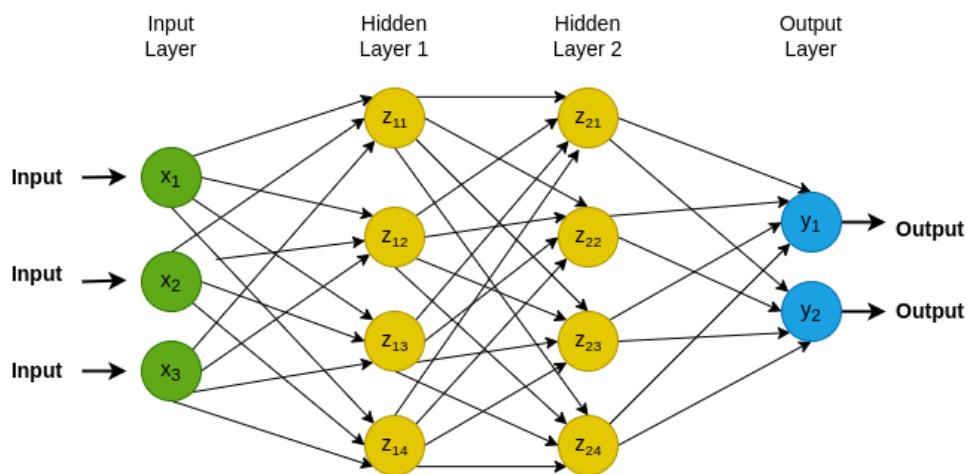 Input Layer
Hidden Layer 1
Hidden Layer 2
Output Layer
z₁₁
z₂₁
Input
x₁
y₁
Output
z₁₂
z₂₂
Input
x₂
y₂
Output
z₁₃
z₂₃
Input
x₃
z₁₄
z₂₄